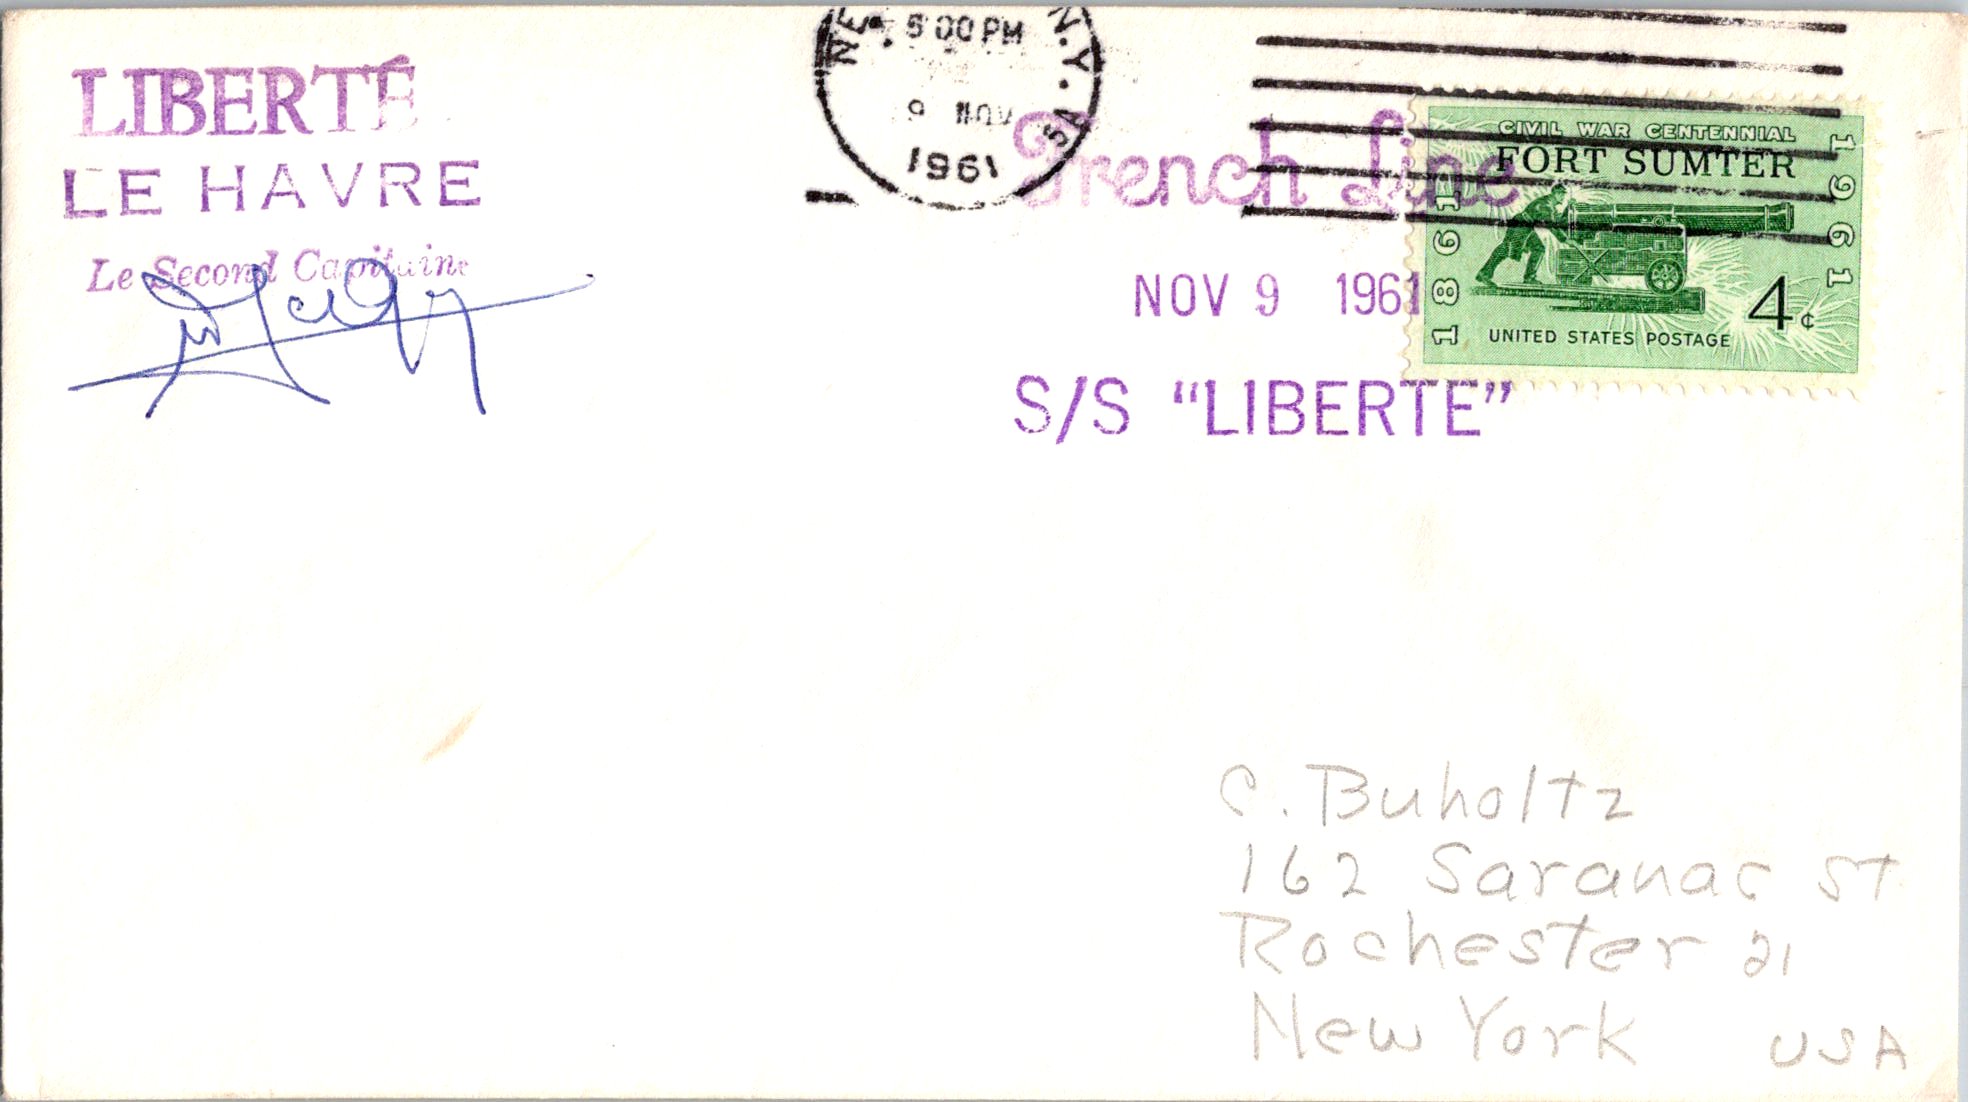 LIBERTÉ
LE HAVRE
Le Second Capitaine
5 00 PM
N.Y.
9 NOV
1961
USA
French Line
NOV 9 1961
S/S "LIBERTE"
CIVIL WAR CENTENNIAL
FORT SUMTER
1861
1961
4¢
UNITED STATES POSTAGE
C. Buholtz
162 Saranac St
Rochester 21
New York USA